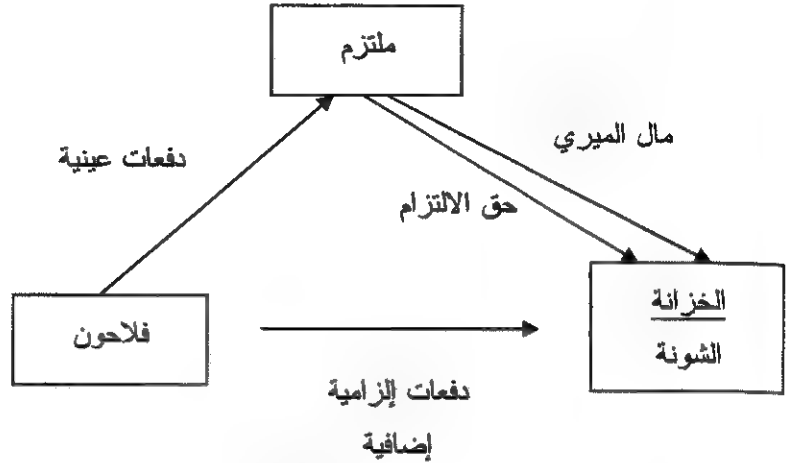 ملتزم
مال الميري
دفعات عينية
حق الالتزام
الخزانة
الشونة
فلاحون
دفعات إلزامية
إضافية